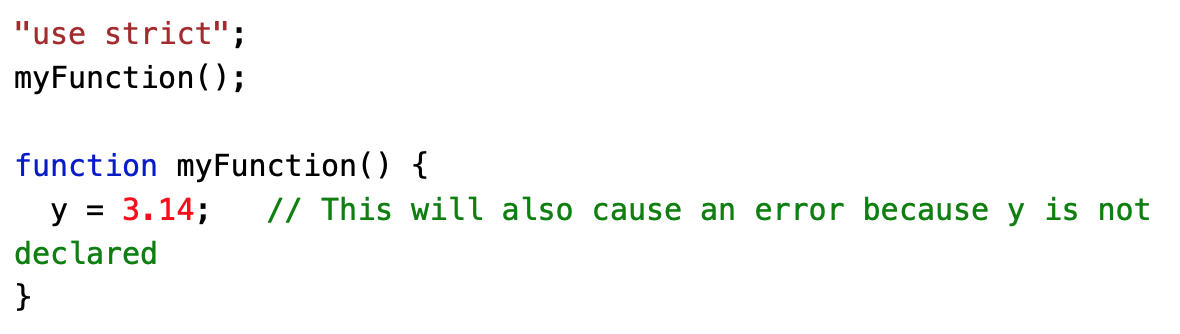 "use strict";
myFunction();

function myFunction() {
  y = 3.14;   // This will also cause an error because y is not
declared
}